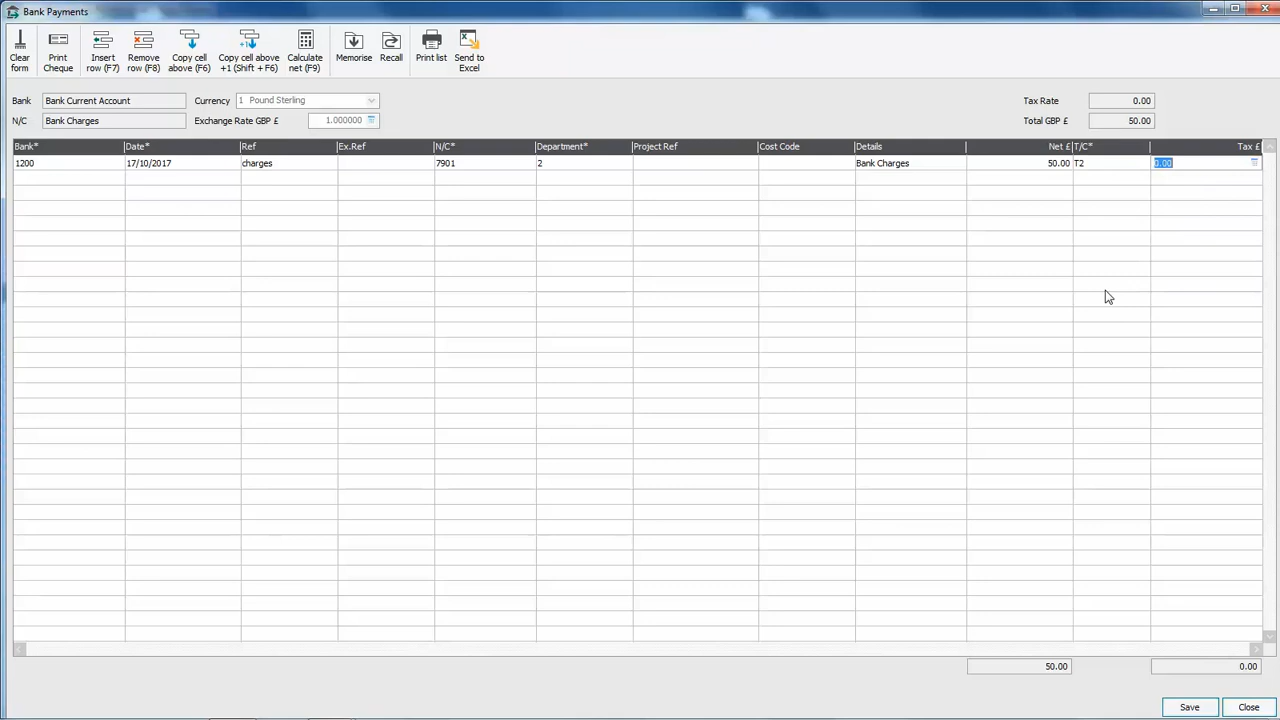 Bank Payments
Clear form
Print Cheque
Insert row (F7)
Remove row (F8)
Copy cell above (F6)
Copy cell above +1 (Shift + F6)
Calculate net (F9)
Memorise
Recall
Print list
Send to Excel
Bank Bank Current Account Currency 1 Pound Sterling Tax Rate 0.00
N/C Bank Charges Exchange Rate GBP £ 1.000000 Total GBP £ 50.00
Bank* Date* Ref Ex.Ref N/C* Department* Project Ref Cost Code Details Net £ T/C* Tax £
1200 17/10/2017 charges 7901 2 Bank Charges 50.00 T2 0.00
50.00 0.00
Save Close